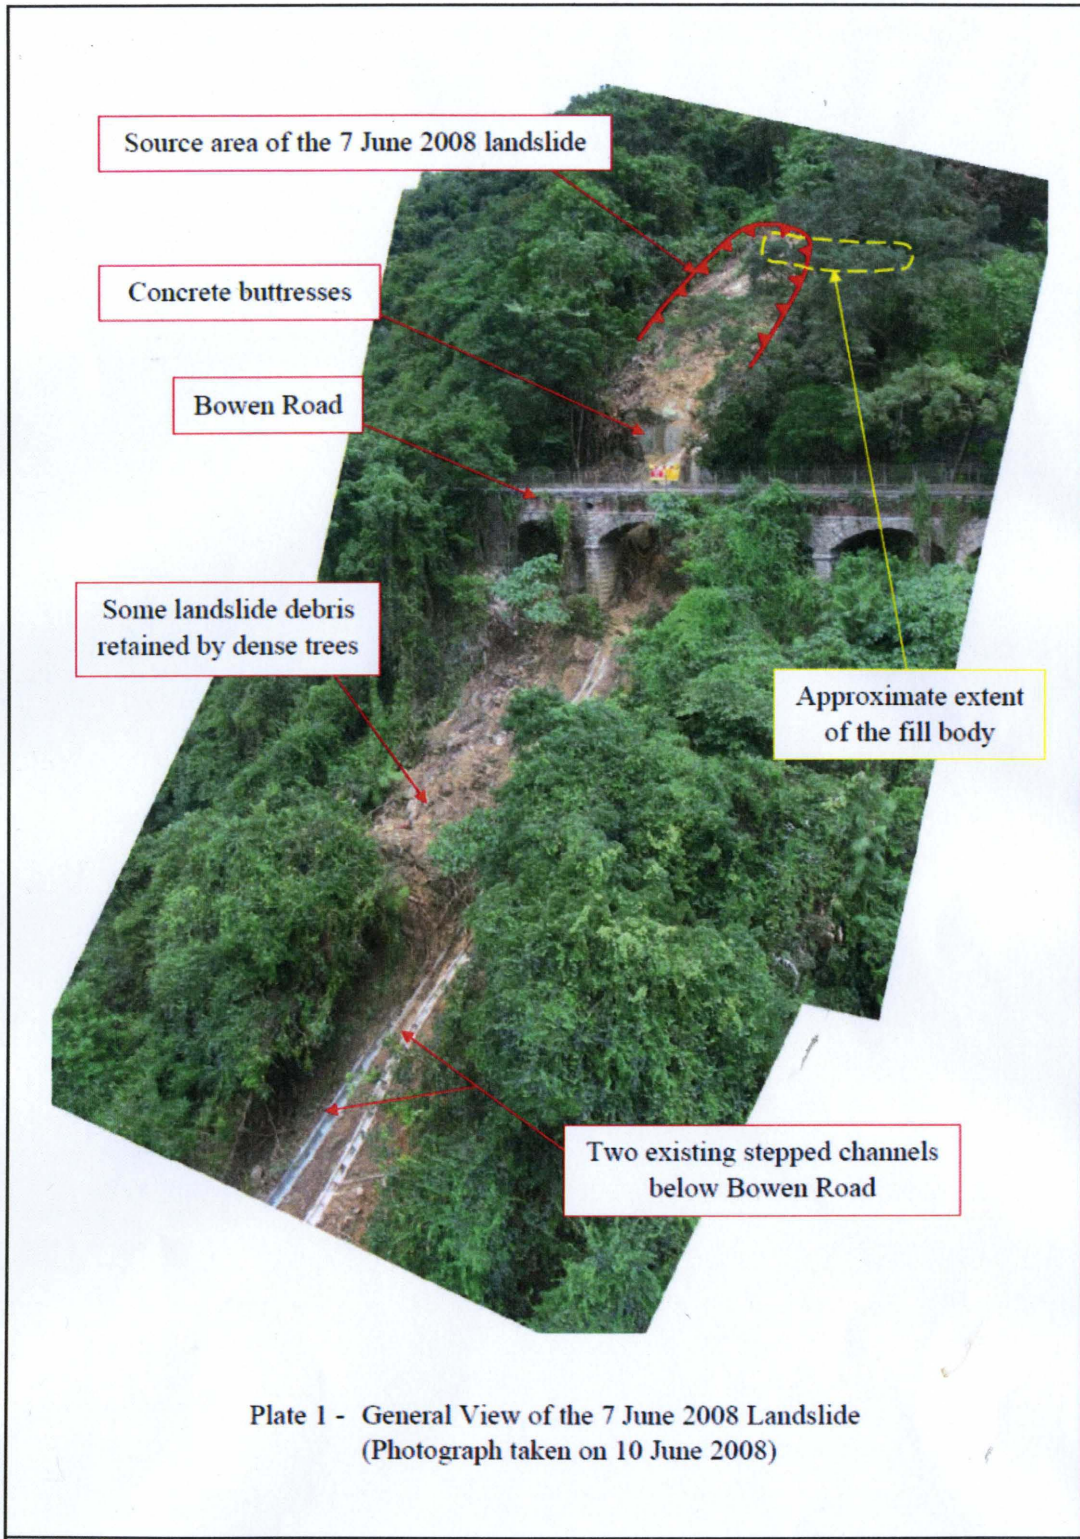 Source area of the 7 June 2008 landslide
Concrete buttresses
Bowen Road
Some landslide debris
retained by dense trees
Approximate extent
of the fill body
Two existing stepped channels
below Bowen Road
Plate 1 - General View of the 7 June 2008 Landslide
(Photograph taken on 10 June 2008)